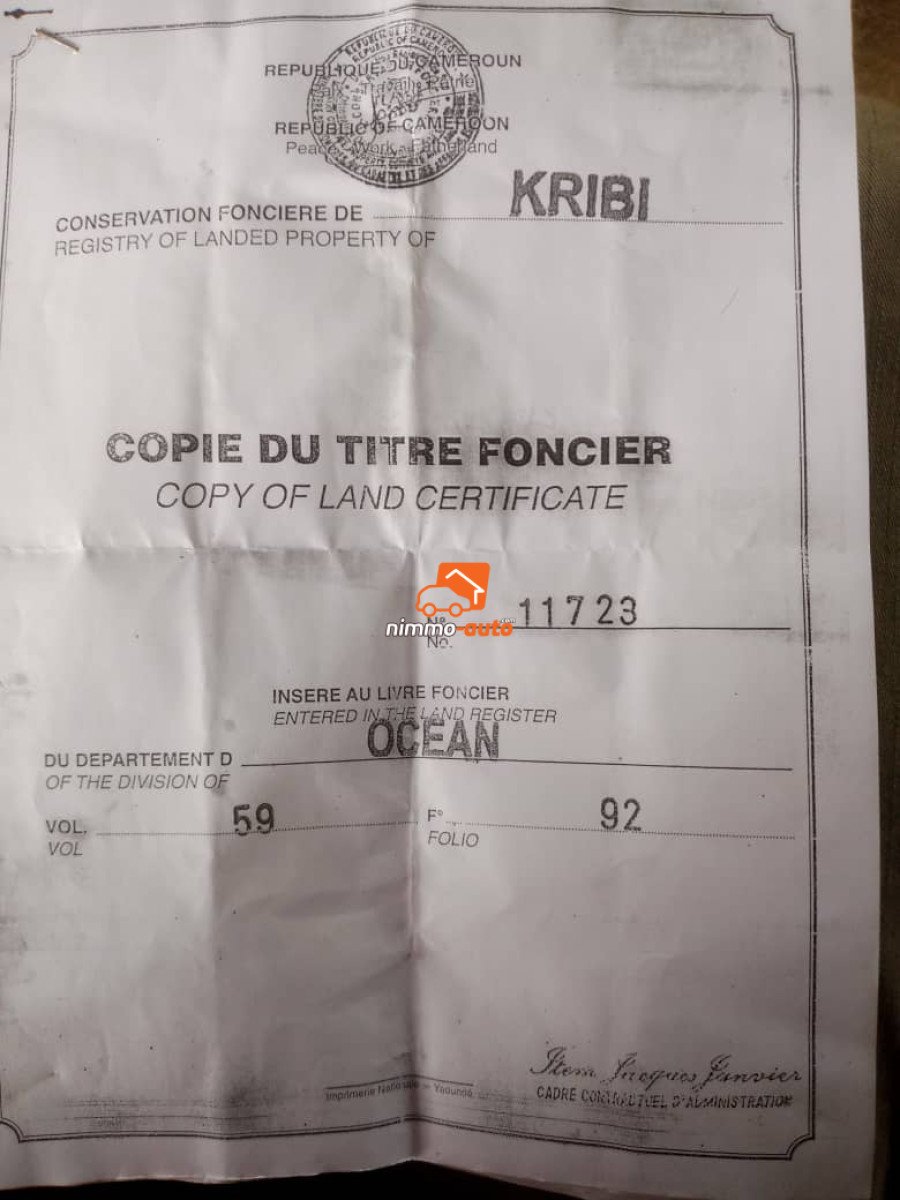 REPUBLIQUE DU CAMEROUN
REPUBLIC OF CAMEROON
Peace Work Fatherland
KRIBI
CONSERVATION FONCIERE DE
REGISTRY OF LANDED PROPERTY OF
COPIE DU TITRE FONCIER
COPY OF LAND CERTIFICATE
nimmo-auto.com
No. 11723
INSERE AU LIVRE FONCIER
ENTERED IN THE LAND REGISTER
OCEAN
DU DEPARTEMENT D
OF THE DIVISION OF
VOL. 59 F° 92
VOL FOLIO
Jacques Janvier
CADRE CONTRACTUEL D'ADMINISTRATION
Imprimerie Nationale - Yaoundé